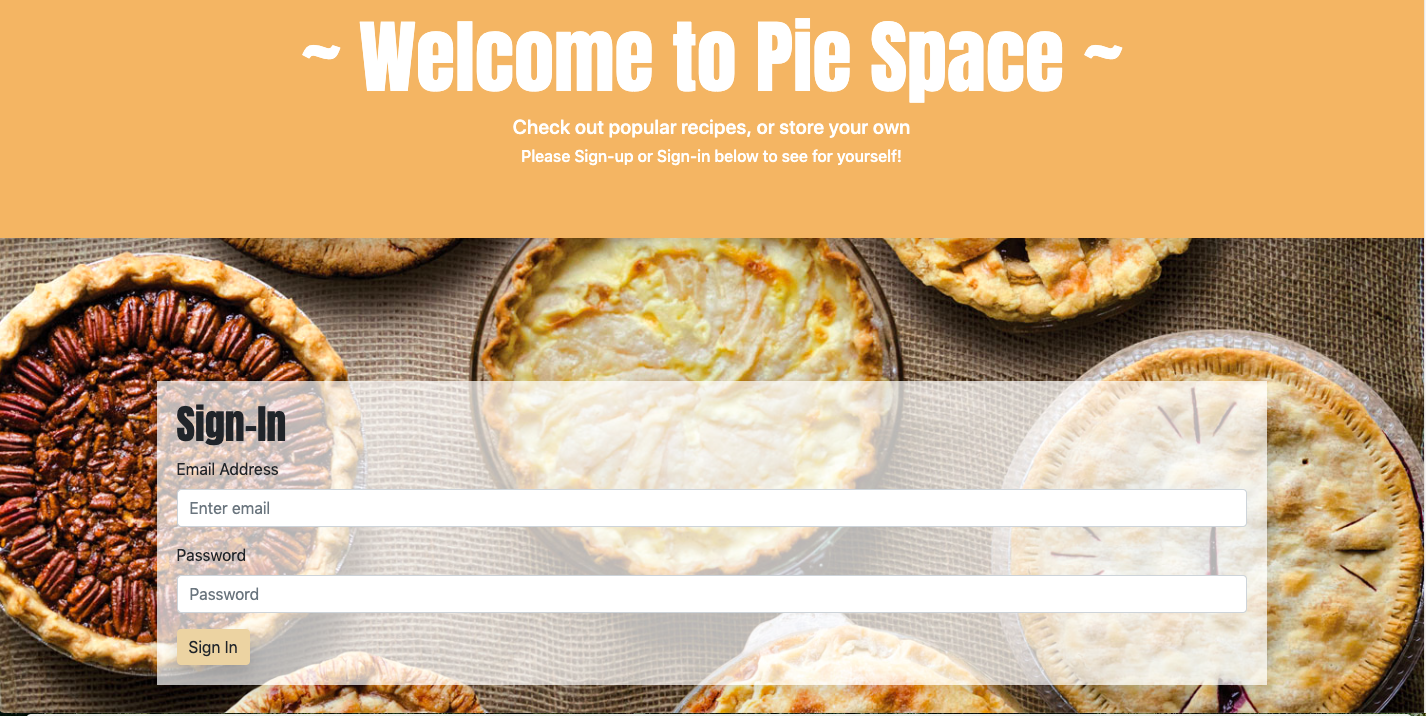 ~ Welcome to Pie Space ~
Check out popular recipes, or store your own
Please Sign-up or Sign-in below to see for yourself!
Sign-In
Email Address
Enter email
Password
Password
Sign In